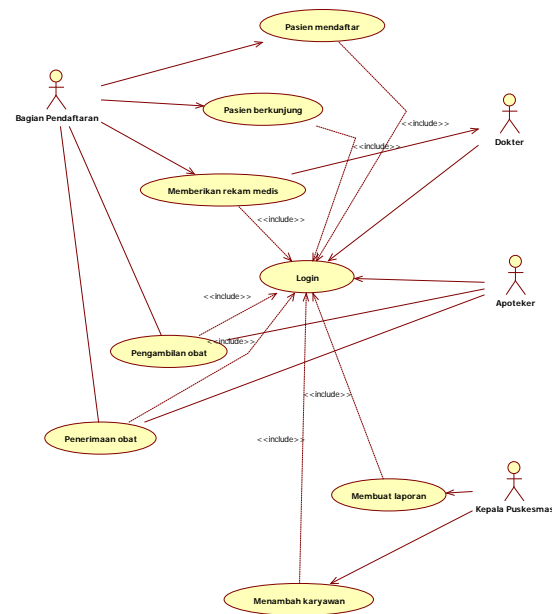 Pasien mendaftar
Bagian Pendaftaran
Pasien berkunjung
<<include>>
Dokter
<<include>>
Memberikan rekam medis
<<include>>
Login
<<include>>
Apoteker
<<include>>
Pengambilan obat
<<include>>
Penerimaan obat
<<include>>
Membuat laporan
Kepala Puskesmas
Menambah karyawan